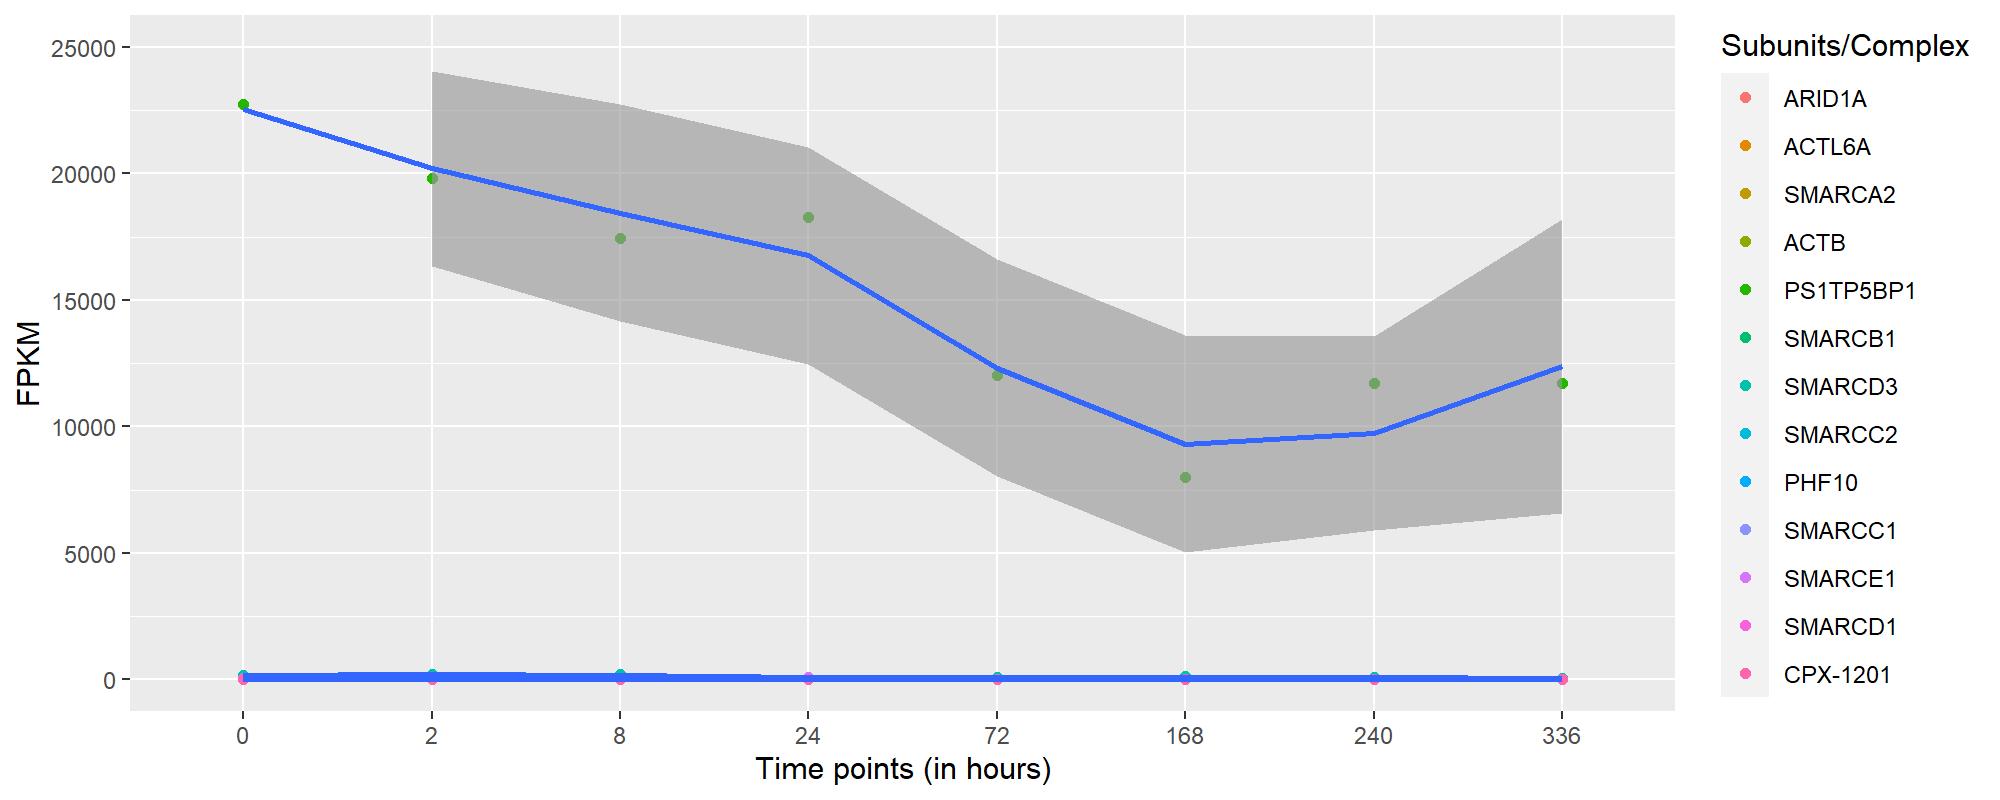 25000
20000
15000
10000
5000
0
FPKM
0 2 8 24 72 168 240 336
Time points (in hours)
Subunits/Complex
ARID1A
ACTL6A
SMARCA2
ACTB
PS1TP5BP1
SMARCB1
SMARCD3
SMARCC2
PHF10
SMARCC1
SMARCE1
SMARCD1
CPX-1201